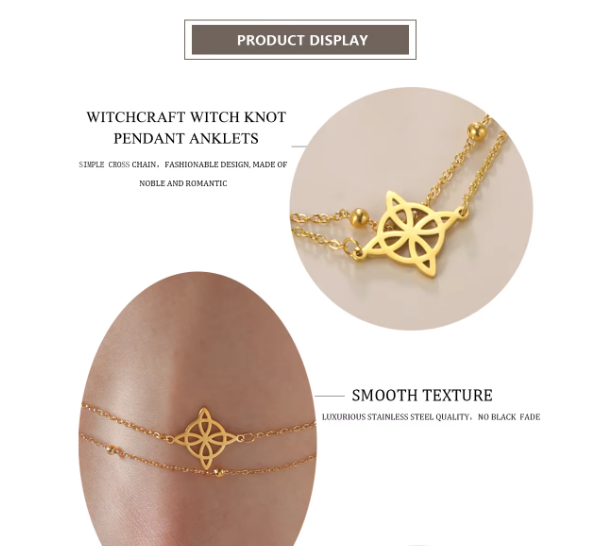 PRODUCT DISPLAY
WITCHCRAFT WITCH KNOT
PENDANT ANKLETS
SIMPLE CROSS CHAIN，FASHIONABLE DESIGN, MADE OF
NOBLE AND ROMANTIC
SMOOTH TEXTURE
LUXURIOUS STAINLESS STEEL QUALITY，NO BLACK FADE